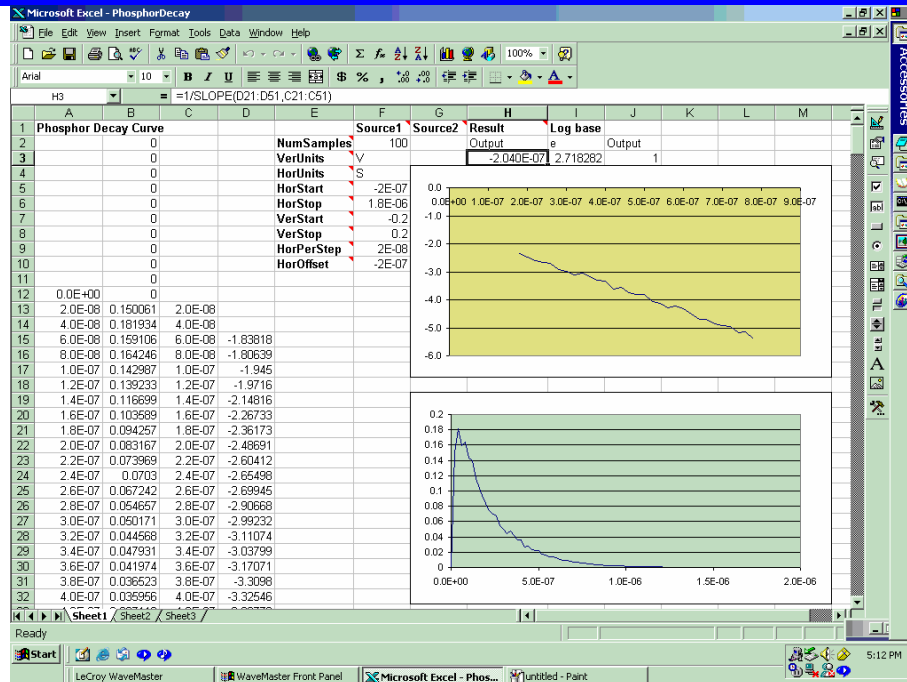 Microsoft Excel - PhosphorDecay
File Edit View Insert Format Tools Data Window Help
100%
Arial 10 B I U $ % ,
H3 = =1/SLOPE(D21:D51,C21:C51)
A B C D E F G H I J K L M
1 Phosphor Decay Curve Source1 Source2 Result Log base
2 0 NumSamples 100 Output e Output
3 0 VerUnits V -2.040E-07 2.718282 1
4 0 HorUnits S
5 0 HorStart -2E-07
6 0 HorStop 1.8E-06
7 0 VerStart -0.2
8 0 VerStop 0.2
9 0 HorPerStep 2E-08
10 0 HorOffset -2E-07
11 0
12 0.0E+00 0
13 2.0E-08 0.150061 2.0E-08
14 4.0E-08 0.181934 4.0E-08
15 6.0E-08 0.159106 6.0E-08 -1.83818
16 8.0E-08 0.164246 8.0E-08 -1.80639
17 1.0E-07 0.142987 1.0E-07 -1.945
18 1.2E-07 0.139233 1.2E-07 -1.9716
19 1.4E-07 0.116699 1.4E-07 -2.14816
20 1.6E-07 0.103589 1.6E-07 -2.26733
21 1.8E-07 0.094257 1.8E-07 -2.36173
22 2.0E-07 0.083167 2.0E-07 -2.48691
23 2.2E-07 0.073969 2.2E-07 -2.60412
24 2.4E-07 0.0703 2.4E-07 -2.65498
25 2.6E-07 0.067242 2.6E-07 -2.69945
26 2.8E-07 0.054657 2.8E-07 -2.90668
27 3.0E-07 0.050171 3.0E-07 -2.99232
28 3.2E-07 0.044568 3.2E-07 -3.11074
29 3.4E-07 0.047931 3.4E-07 -3.03799
30 3.6E-07 0.041974 3.6E-07 -3.17071
31 3.8E-07 0.036523 3.8E-07 -3.3098
32 4.0E-07 0.035956 4.0E-07 -3.32546
0.0
0.0E+00 1.0E-07 2.0E-07 3.0E-07 4.0E-07 5.0E-07 6.0E-07 7.0E-07 8.0E-07 9.0E-07
-1.0
-2.0
-3.0
-4.0
-5.0
-6.0
0.2
0.18
0.16
0.14
0.12
0.1
0.08
0.06
0.04
0.02
0
0.0E+00 5.0E-07 1.0E-06 1.5E-06 2.0E-06
Accessories
Sheet1 Sheet2 Sheet3
Ready
Start 5:12 PM
LeCroy WaveMaster WaveMaster Front Panel Microsoft Excel - Phos... untitled - Paint